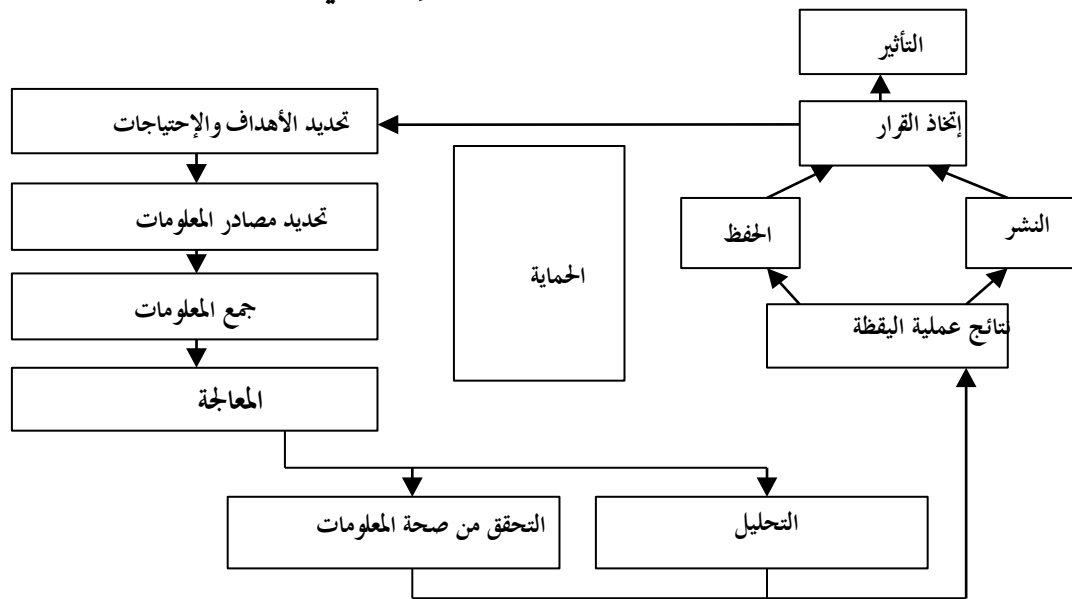 التأثير
إتخاذ القرار
تحديد الأهداف والإحتياجات
تحديد مصادر المعلومات
جمع المعلومات
المعالجة
الحماية
الحفظ
النشر
نتائج عملية اليقظة
التحقق من صحة المعلومات
التحليل